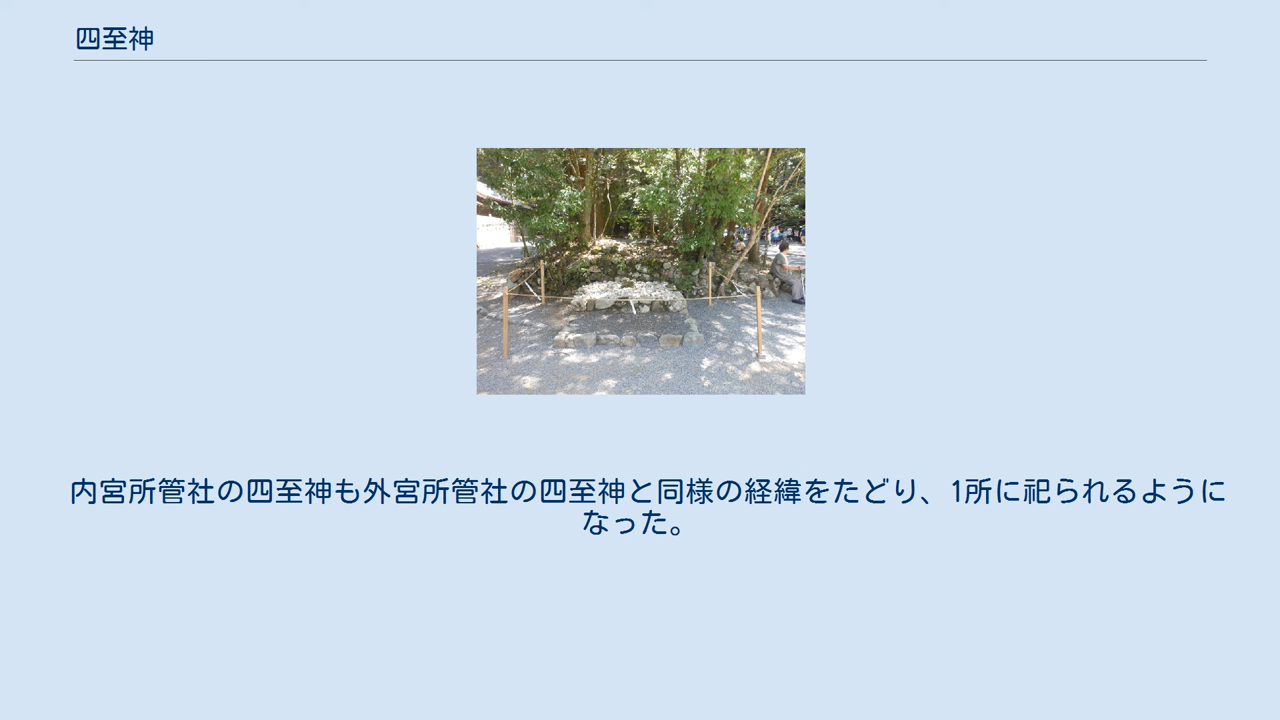 四至神
内宮所管社の四至神も外宮所管社の四至神と同様の経緯をたどり、1所に祀られるように
なった。